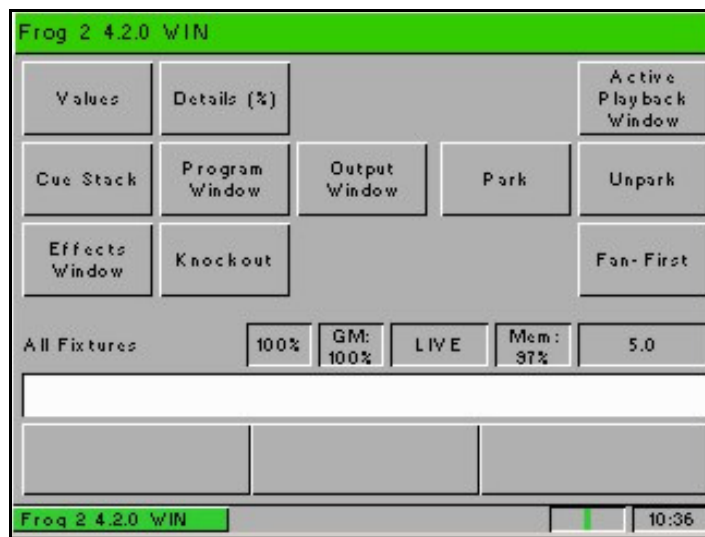 Frog 2 4.2.0 WIN
Values
Details (%)
Active
Playback
Window
Cue Stack
Program
Window
Output
Window
Park
Unpark
Effects
Window
Knockout
Fan-First
All Fixtures
100%
GM:
100%
LIVE
Mem:
97%
5.0
Frog 2 4.2.0 WIN
10:36